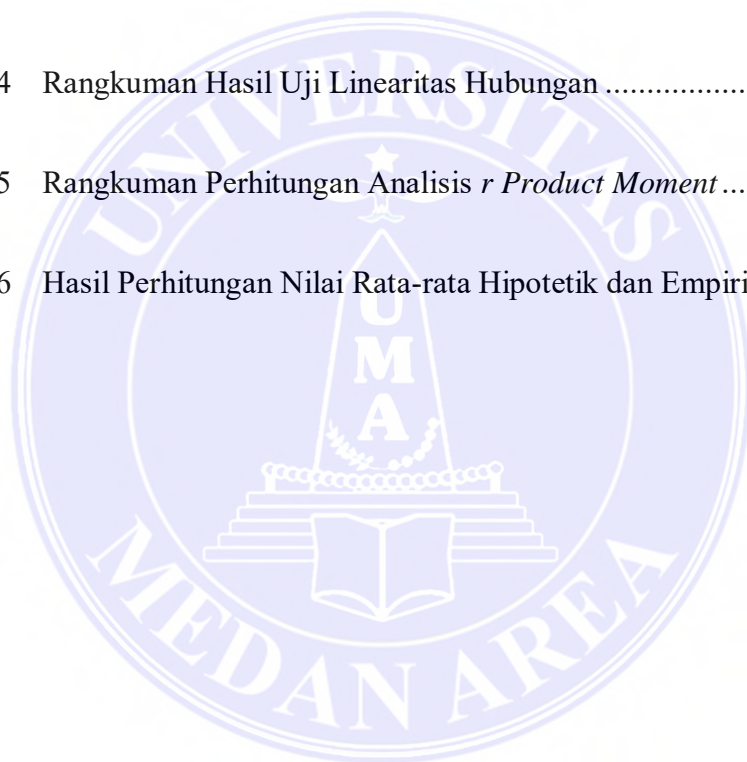 4 Rangkuman Hasil Uji Linearitas Hubungan .................
5 Rangkuman Perhitungan Analisis r Product Moment ...
6 Hasil Perhitungan Nilai Rata-rata Hipotetik dan Empiri
UNIVERSITAS
U
M
A
MEDAN AREA